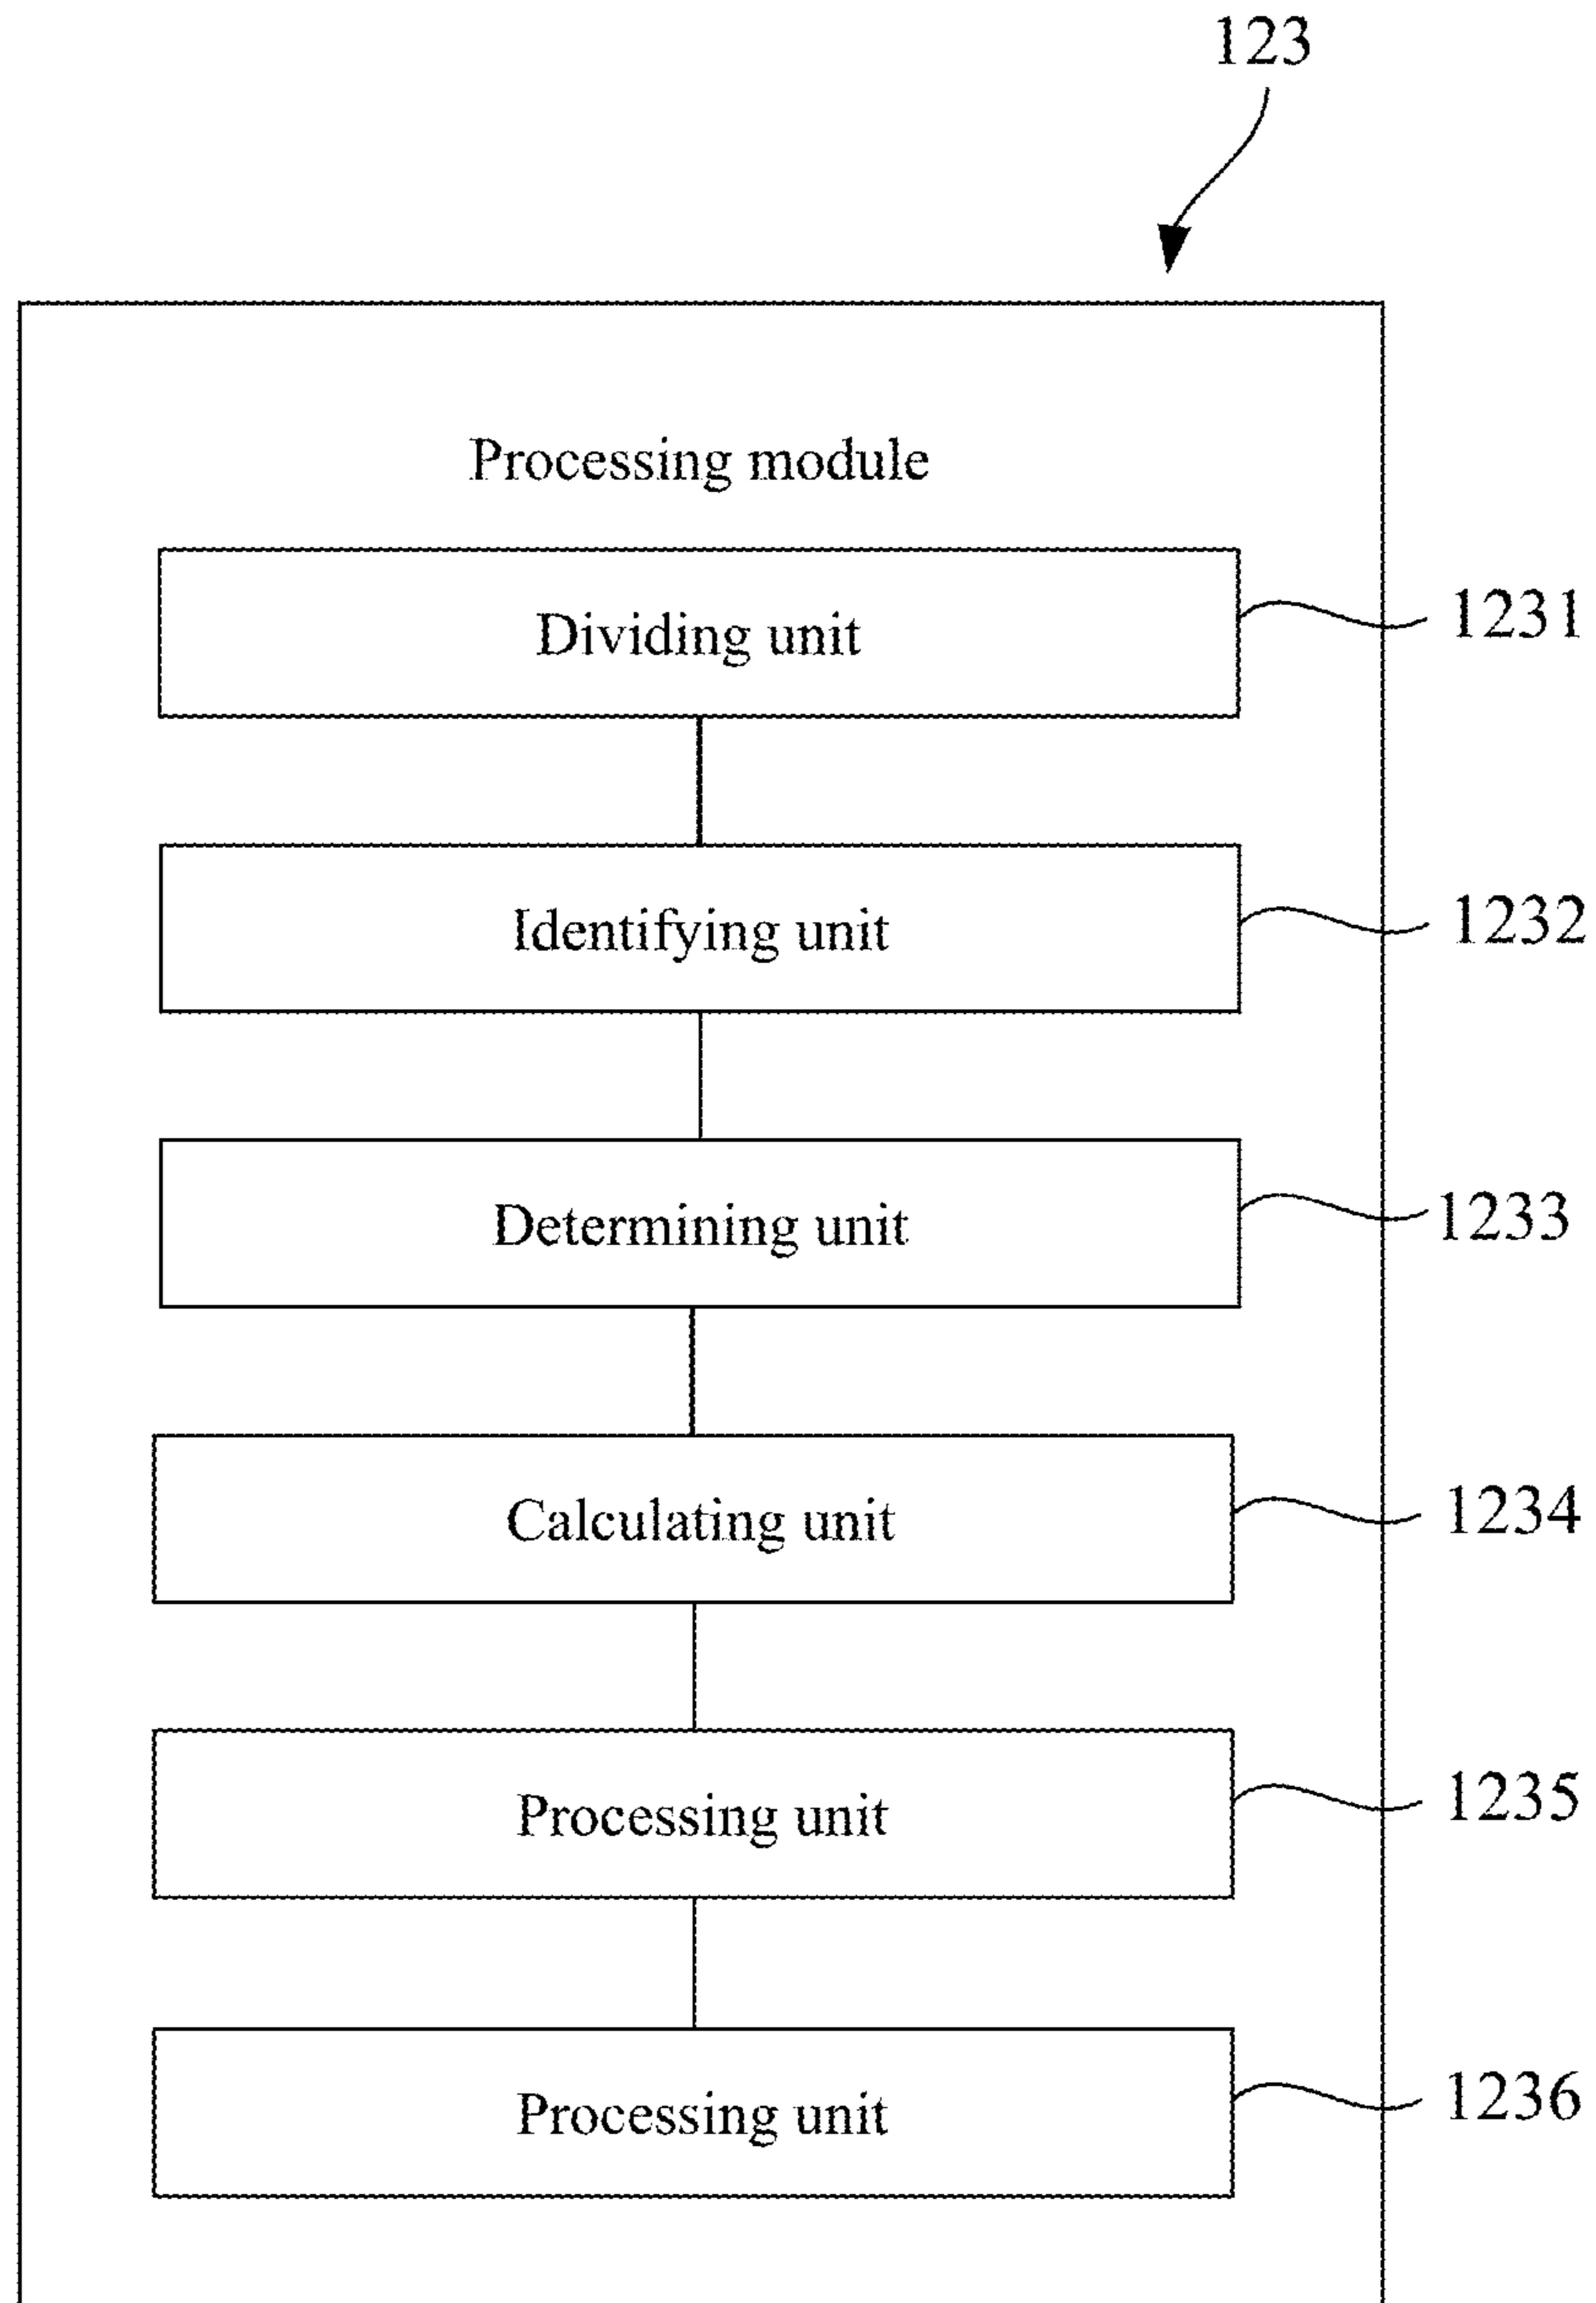 123
Processing module
Dividing unit
1231
Identifying unit
1232
Determining unit
1233
Calculating unit
1234
Processing unit
1235
Processing unit
1236